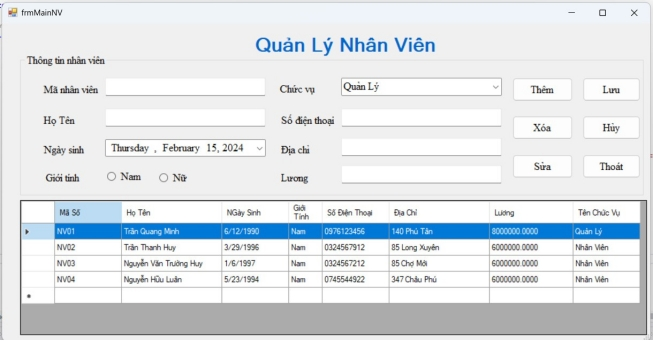 frmMainNV
Quản Lý Nhân Viên
Thông tin nhân viên
Mã nhân viên
Chức vụ
Quản Lý
Thêm
Lưu
Họ Tên
Số điện thoại
Xóa
Hủy
Ngày sinh
Thursday , February 15, 2024
Địa chỉ
Sửa
Thoát
Giới tính
Nam
Nữ
Lương
Mã Số Họ Tên NGày Sinh Giới Tính Số Điện Thoại Địa Chỉ Lương Tên Chức Vụ
NV01 Trần Quang Minh 6/12/1990 Nam 0976123456 140 Phú Tân 8000000.0000 Quản Lý
NV02 Trần Thanh Huy 3/29/1996 Nam 0324567912 85 Long Xuyên 6000000.0000 Nhân Viên
NV03 Nguyễn Văn Trường Huy 1/6/1997 Nam 0324567212 85 Chợ Mới 6000000.0000 Nhân Viên
NV04 Nguyễn Hữu Luân 5/23/1994 Nam 0745544922 347 Châu Phú 6000000.0000 Nhân Viên